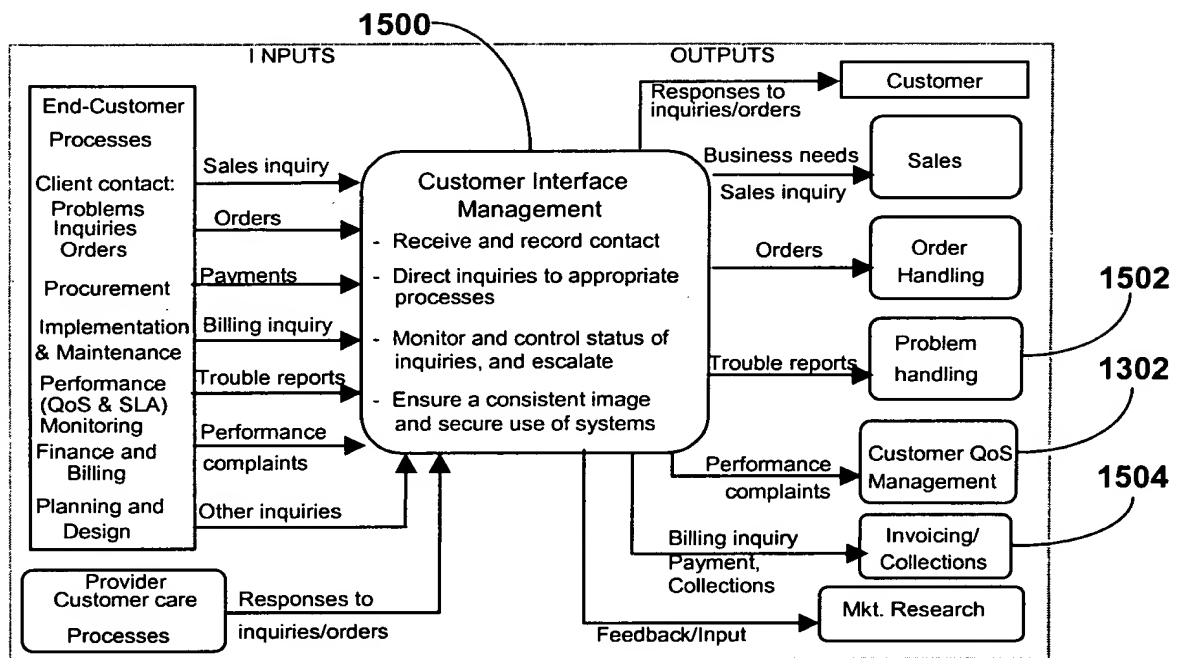 1500
INPUTS
OUTPUTS
End-Customer
Processes
Client contact:
Problems
Inquiries
Orders
Procurement
Implementation
& Maintenance
Performance
(QoS & SLA)
Monitoring
Finance and
Billing
Planning and
Design
Provider
Customer care
Processes
Sales inquiry
Orders
Payments
Billing inquiry
Trouble reports
Performance
complaints
Other inquiries
Responses to
inquiries/orders
Customer Interface
Management
- Receive and record contact
- Direct inquiries to appropriate
processes
- Monitor and control status of
inquiries, and escalate
- Ensure a consistent image
and secure use of systems
Responses to
inquiries/orders
Customer
Business needs
Sales inquiry
Sales
Orders
Order
Handling
Trouble reports
Problem
handling
1502
Performance
complaints
Customer QoS
Management
1302
Billing inquiry
Payment,
Collections
Invoicing/
Collections
1504
Feedback/Input
Mkt. Research